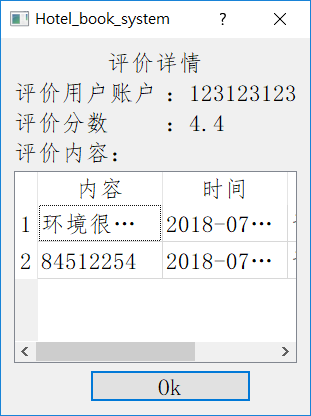 Hotel_book_system
评价详情
评价用户账户 : 123123123
评价分数 : 4.4
评价内容:
内容 时间
1 环境很… 2018-07…
2 84512254 2018-07…
Ok